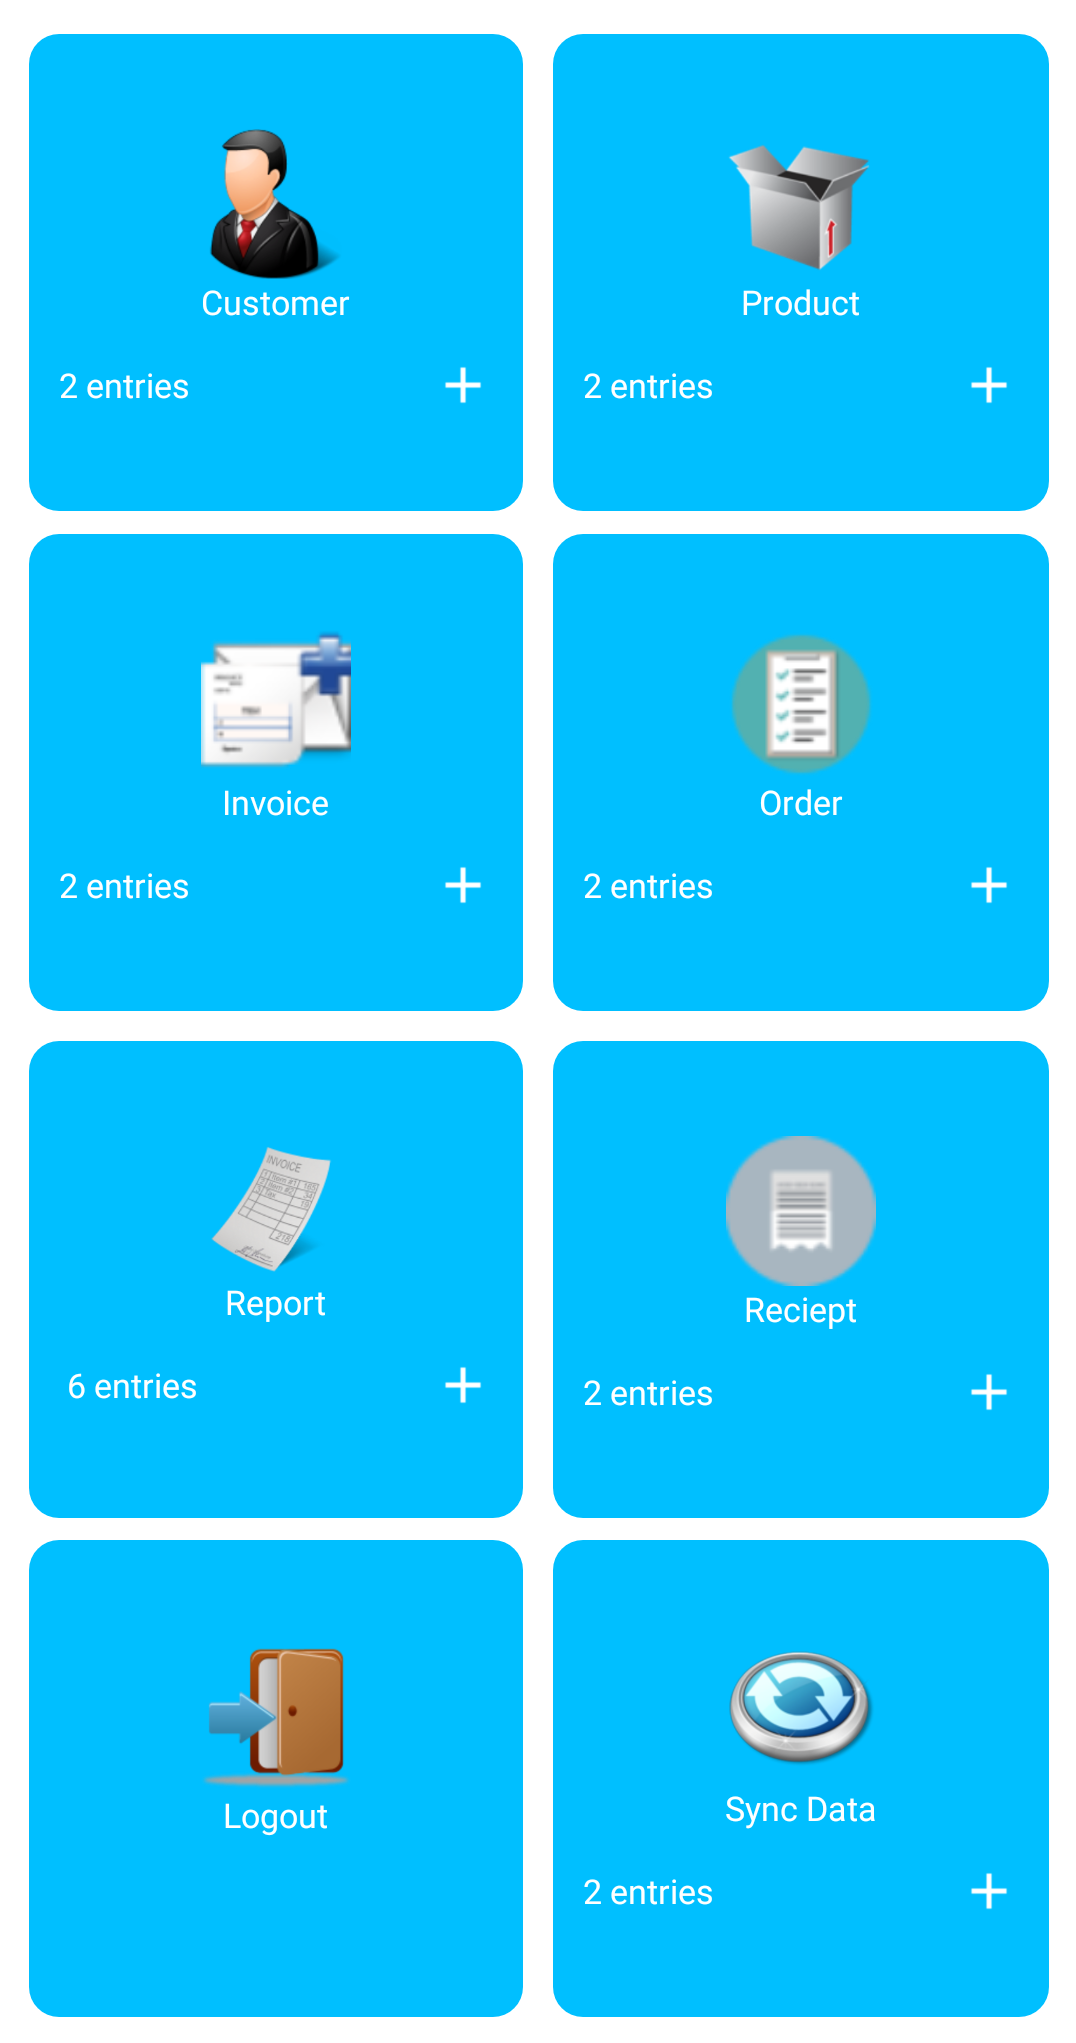 Customer
2 entries
Product
2 entries
Invoice
2 entries
Order
2 entries
INVOICE
Report
6 entries
Reciept
2 entries
Logout
Sync Data
2 entries